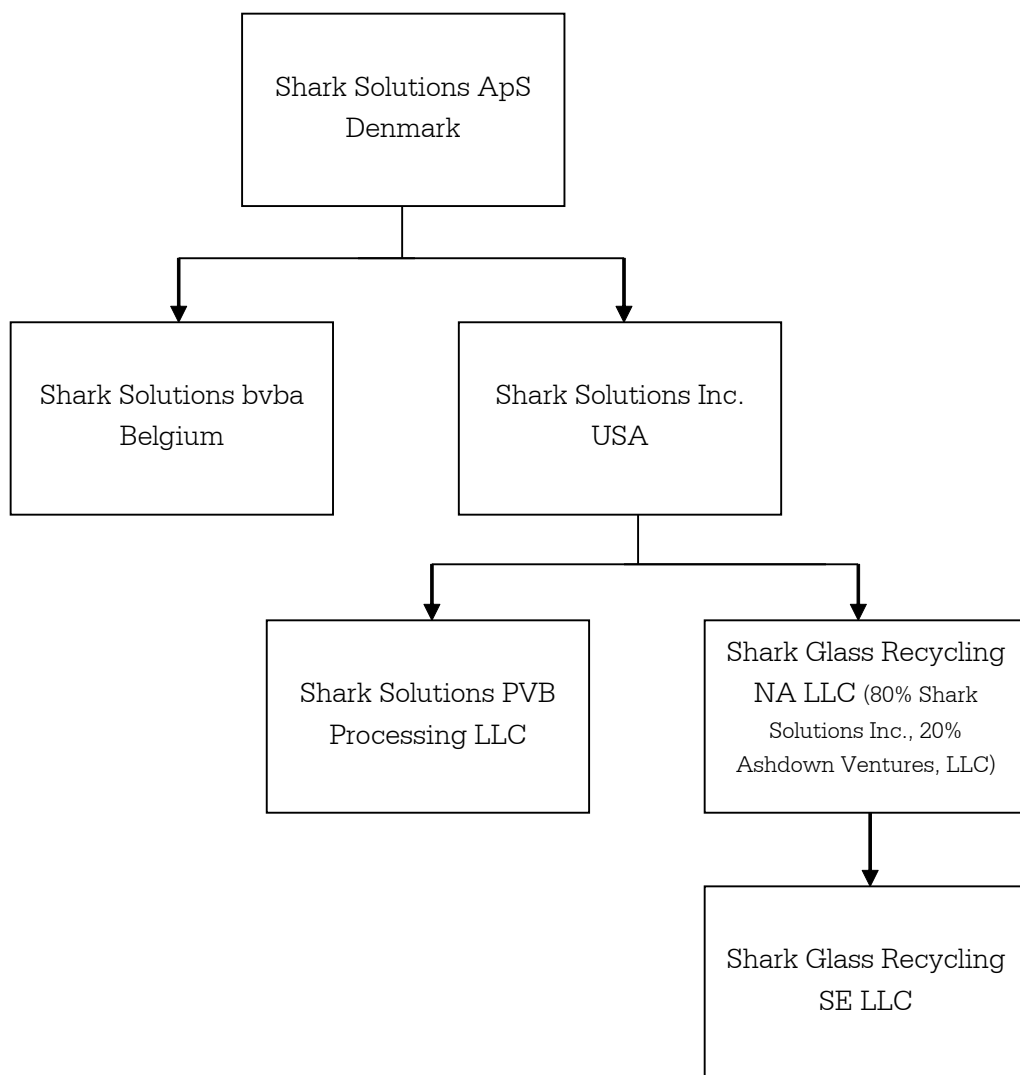 Shark Solutions ApS
Denmark
Shark Solutions bvba
Belgium
Shark Solutions Inc.
USA
Shark Solutions PVB
Processing LLC
Shark Glass Recycling
NA LLC (80% Shark
Solutions Inc., 20%
Ashdown Ventures, LLC)
Shark Glass Recycling
SE LLC